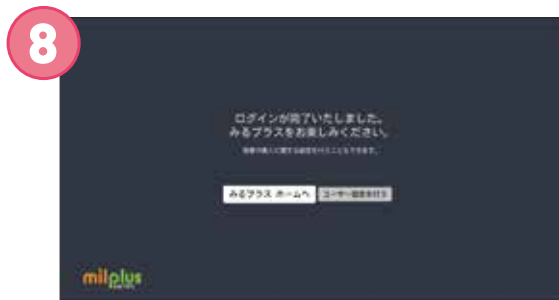 8
ログインが完了いたしました。
みるプラスをお楽しみください。
みるプラス ホームへ
ユーザー設定を行う
milplus